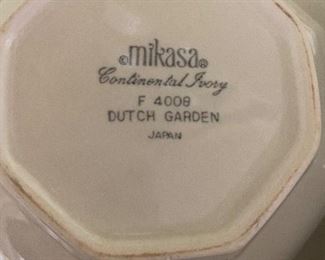 ©mikasa®
Continental Ivory
F 4008
DUTCH GARDEN
JAPAN